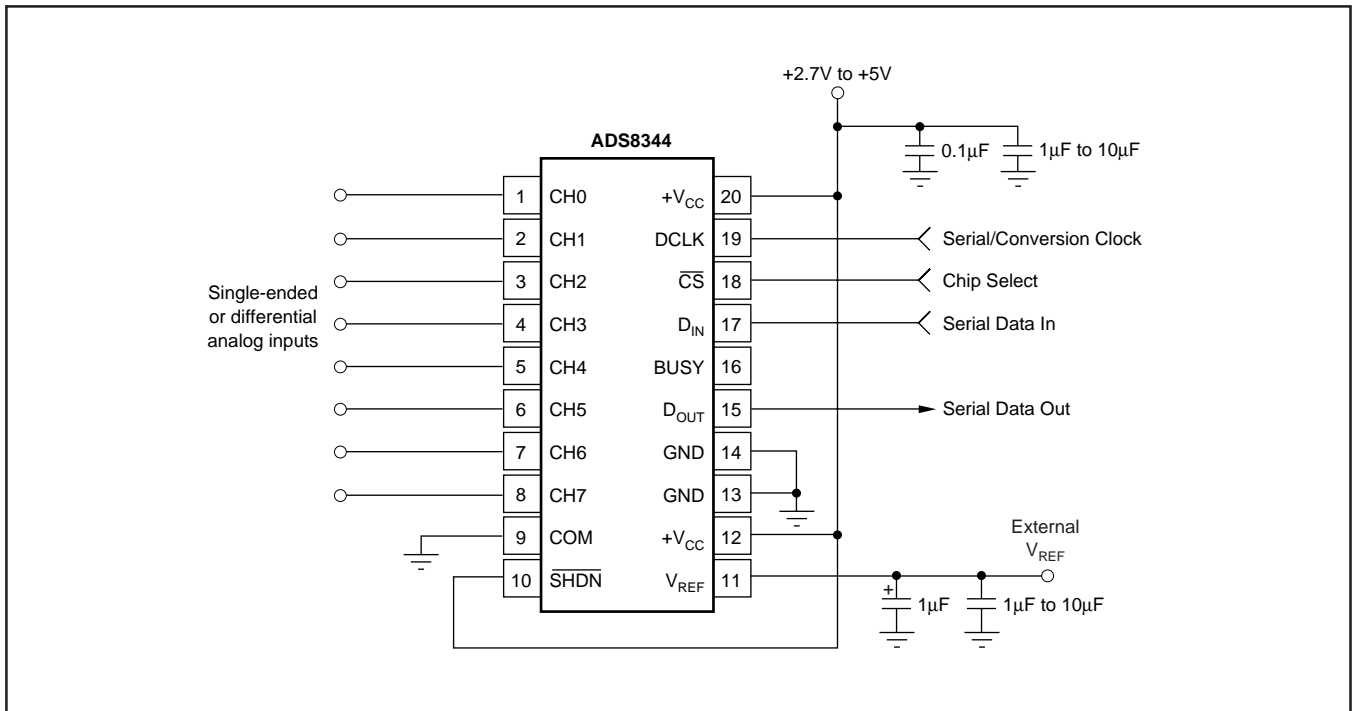 +2.7V to +5V
ADS8344
0.1µF
1µF to 10µF
1 CH0 +VCC 20
2 CH1 DCLK 19 Serial/Conversion Clock
3 CH2 CS 18 Chip Select
Single-ended
or differential
analog inputs
4 CH3 DIN 17 Serial Data In
5 CH4 BUSY 16
6 CH5 DOUT 15 Serial Data Out
7 CH6 GND 14
8 CH7 GND 13
9 COM +VCC 12
External
VREF
10 SHDN VREF 11
+
1µF
1µF to 10µF